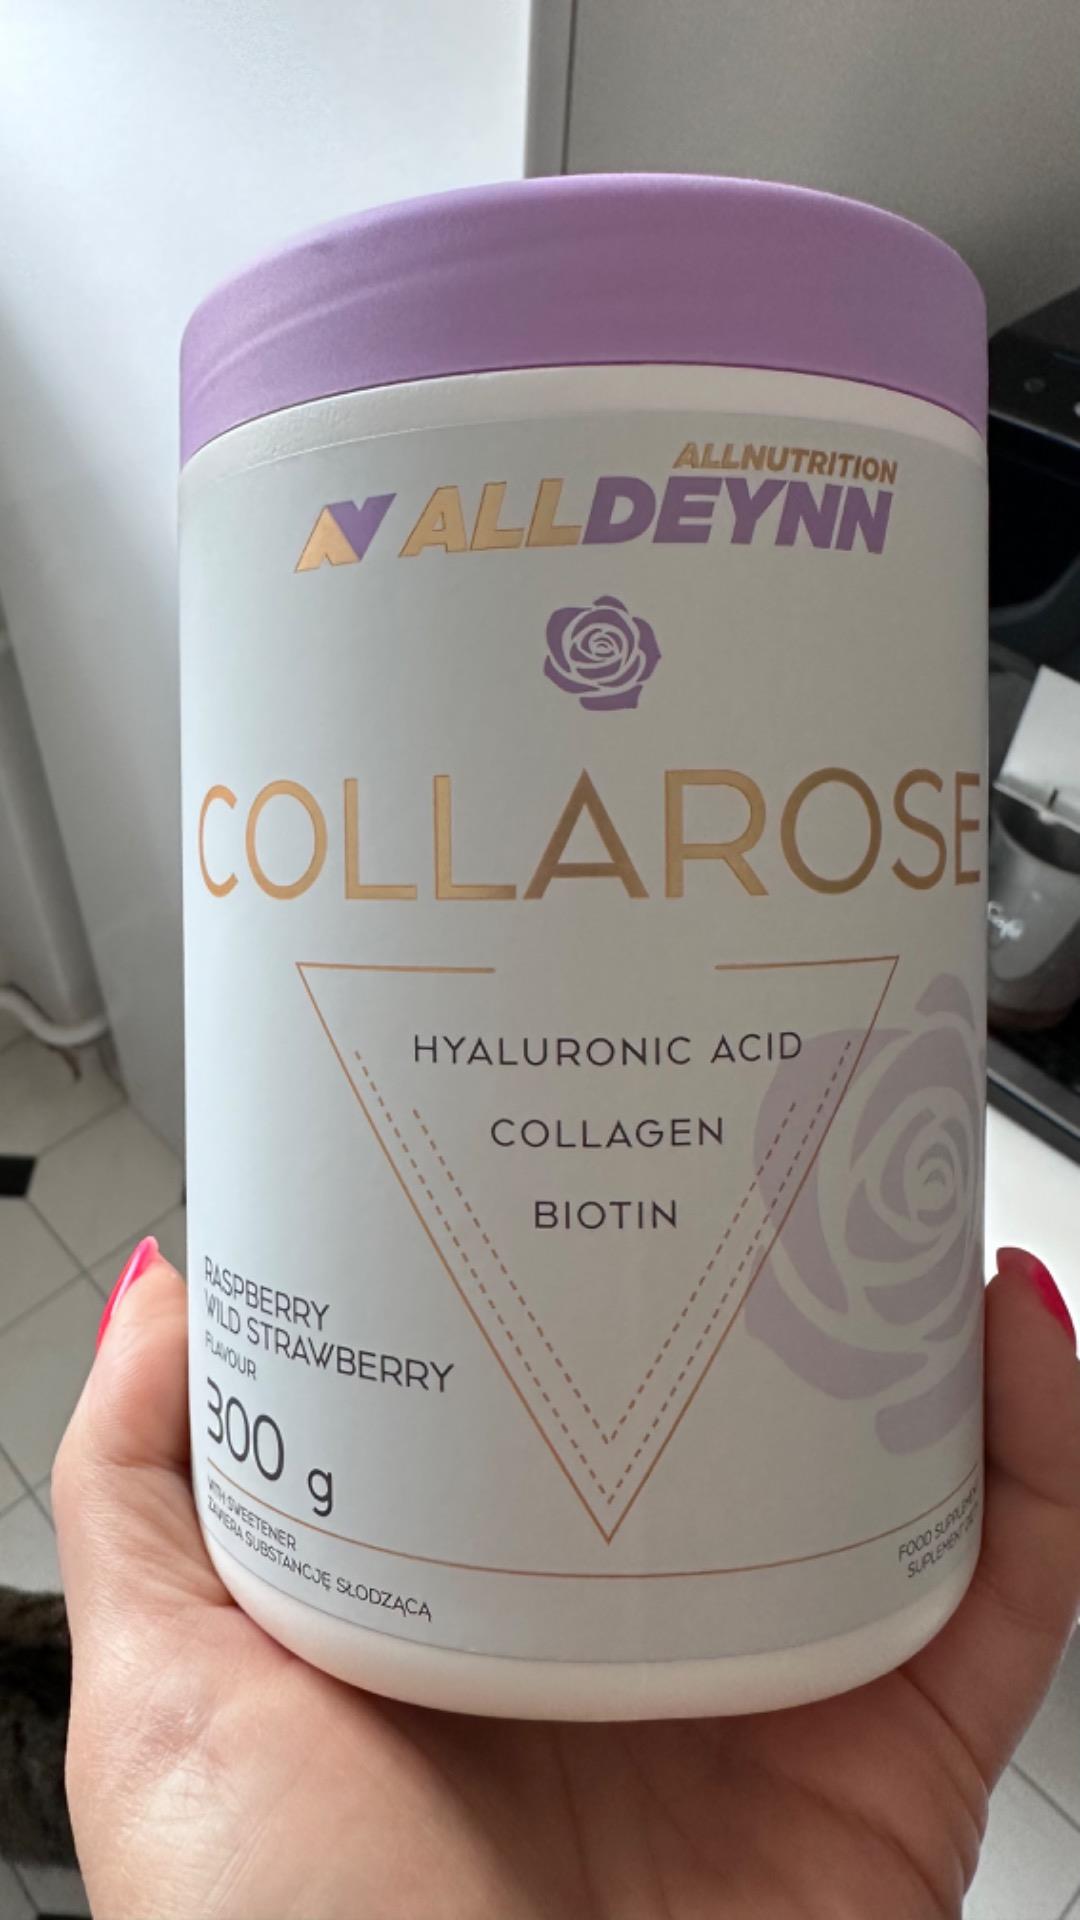 ALLNUTRITION
ALLDEYNN
COLLAROSE
HYALURONIC ACID
COLLAGEN
BIOTIN
RASPBERRY
WILD STRAWBERRY
FLAVOUR
300 g
WITH SWEETENER
ZAWIERA SUBSTANCJĘ SŁODZĄCĄ
FOOD SUPPLEMENT
SUPLEMENT